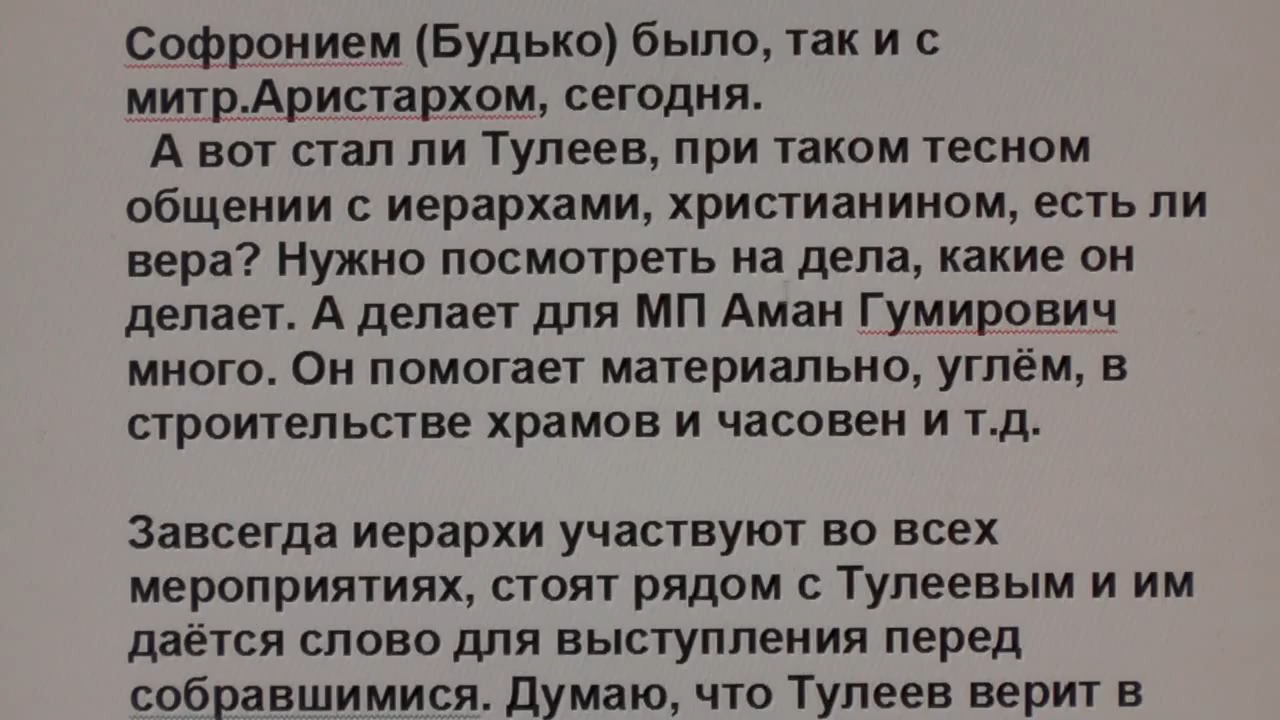 Софронием (Будько) было, так и с
митр.Аристархом, сегодня.
А вот стал ли Тулеев, при таком тесном
общении с иерархами, христианином, есть ли
вера? Нужно посмотреть на дела, какие он
делает. А делает для МП Аман Гумирович
много. Он помогает материально, углём, в
строительстве храмов и часовен и т.д.
Завсегда иерархи участвуют во всех
мероприятиях, стоят рядом с Тулеевым и им
даётся слово для выступления перед
собравшимися. Думаю, что Тулеев верит в